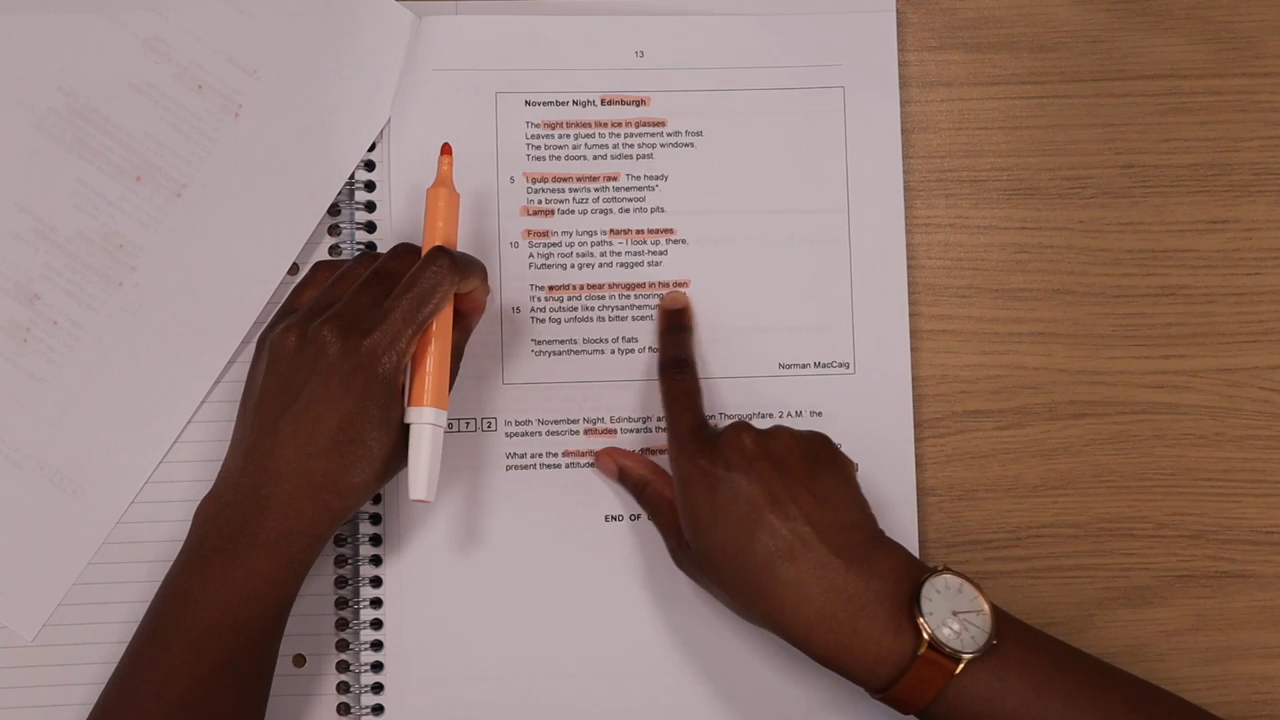 13
November Night, Edinburgh
The night tinkles like ice in glasses.
Leaves are glued to the pavement with frost.
The brown air fumes at the shop windows,
Tries the doors, and sidles past.
5 I gulp down winter raw. The heady
Darkness swirls with tenements*.
In a brown fuzz of cottonwool
Lamps fade up crags, die into pits.
Frost in my lungs is harsh as leaves
10 Scraped up on paths. – I look up, there,
A high roof sails, at the mast-head
Fluttering a grey and ragged star.
The world's a bear shrugged in his den.
It's snug and close in the snoring
15 And outside like chrysanthemum
The fog unfolds its bitter scent.
*tenements: blocks of flats
*chrysanthemums: a type of flo
Norman MacCaig
0 7 . 2 In both 'November Night, Edinburgh' an on Thoroughfare, 2 A.M.' the
speakers describe attitudes towards the
What are the similarities differen to
present these attitude
END OF